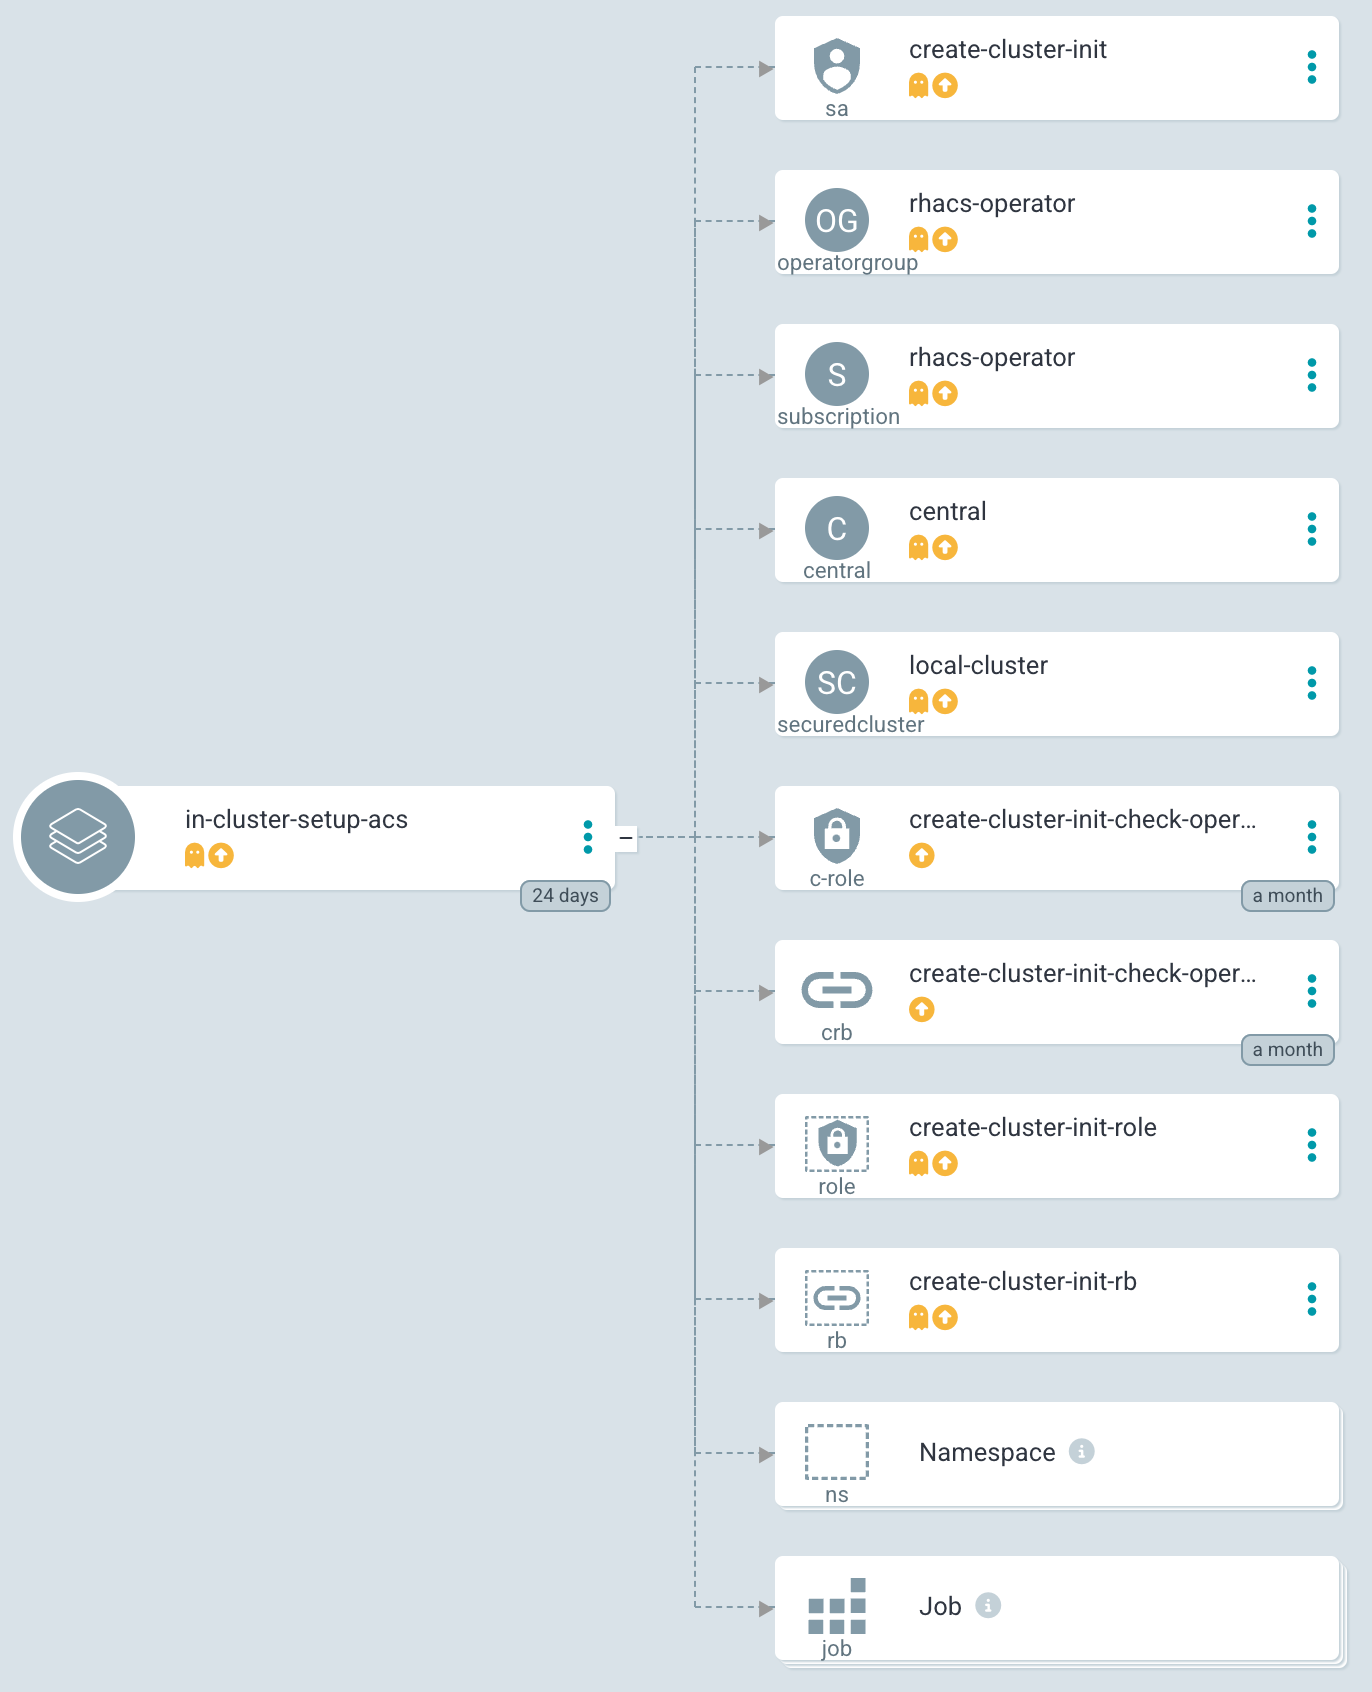 create-cluster-init
sa
OG
rhacs-operator
operatorgroup
S
rhacs-operator
subscription
C
central
central
SC
local-cluster
securedcluster
in-cluster-setup-acs
24 days
create-cluster-init-check-oper...
c-role
a month
create-cluster-init-check-oper...
crb
a month
create-cluster-init-role
role
create-cluster-init-rb
rb
Namespace
ns
Job
job